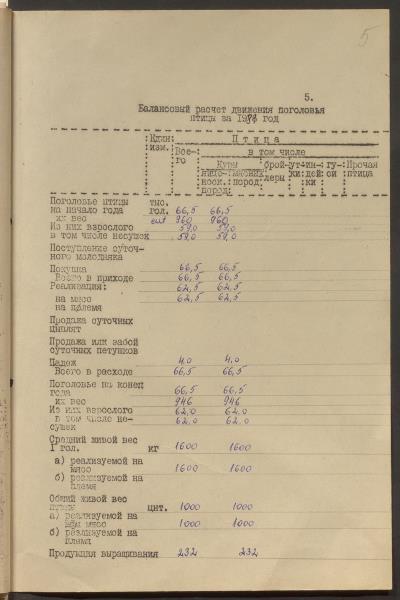 5
5.
Балансовый расчет движения поголовья
птицы за 19 год
Един. изм. Птица
Все-го в том числе
Куры брой-леры ут-ки ин-дей-ки гу-си Прочая птица
яйце-носк. породы мясных пород
Поголовье птицы тыс.
на начало года гол. 66,5 66,5
их вес 960 960
Из них взрослого 59,0 59,0
в том числе несушек 59,0 59,0
Поступление суточ-
ного молодняка
Покупка 66,5 66,5
Всего в приходе 66,5 66,5
Реализация: 62,5 62,5
на мясо 62,5 62,5
на племя
Продажа суточных
цыплят
Продажа или забой
суточных петушков
Падеж 4.0 4.0
Всего в расходе 66,5 66,5
Поголовье на конец
года 66,5 66,5
их вес 946 946
Из них взрослого 62.0 62.0
в том число не-
сушек 62.0 62.0
Средний живой вес
1 гол. кг 1600 1600
а) реализуемой на
мясо 1600 1600
б) реализуемой на
племя
Общий живой вес
птицы цнт. 1000 1000
а) реализуемой на
мясо 1000 1000
б) реализуемой на
племя
Продукция выращивания 232 232